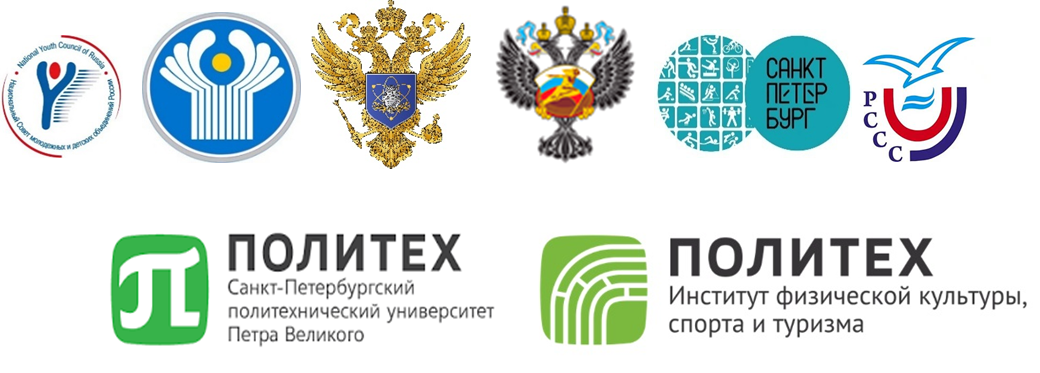 National Youth Council of Russia
Национальный Совет молодежных и детских объединений России
САНКТ
ПЕТЕР
БУРГ
РССС
ПОЛИТЕХ
Санкт-Петербургский
политехнический университет
Петра Великого
ПОЛИТЕХ
Институт физической культуры,
спорта и туризма